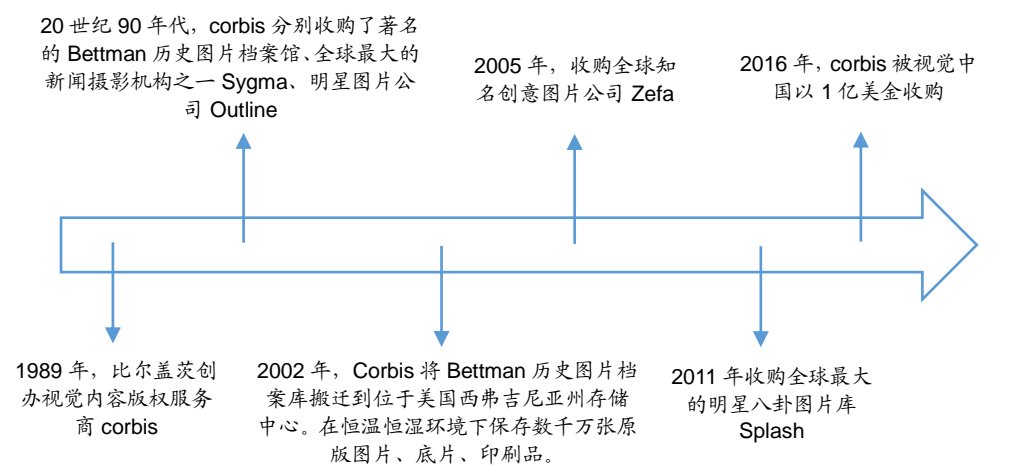 20 世纪 90 年代，corbis 分别收购了著名
的 Bettman 历史图片档案馆、全球最大的
新闻摄影机构之一 Sygma、明星图片公
司 Outline
2005 年，收购全球知
名创意图片公司 Zefa
2016 年，corbis 被视觉中
国以 1 亿美金收购
1989 年，比尔盖茨创
办视觉内容版权服务
商 corbis
2002 年，Corbis 将 Bettman 历史图片档
案库搬迁到位于美国西弗吉尼亚州存储
中心。在恒温恒湿环境下保存数千万张原
版图片、底片、印刷品。
2011 年收购全球最大
的明星八卦图片库
Splash